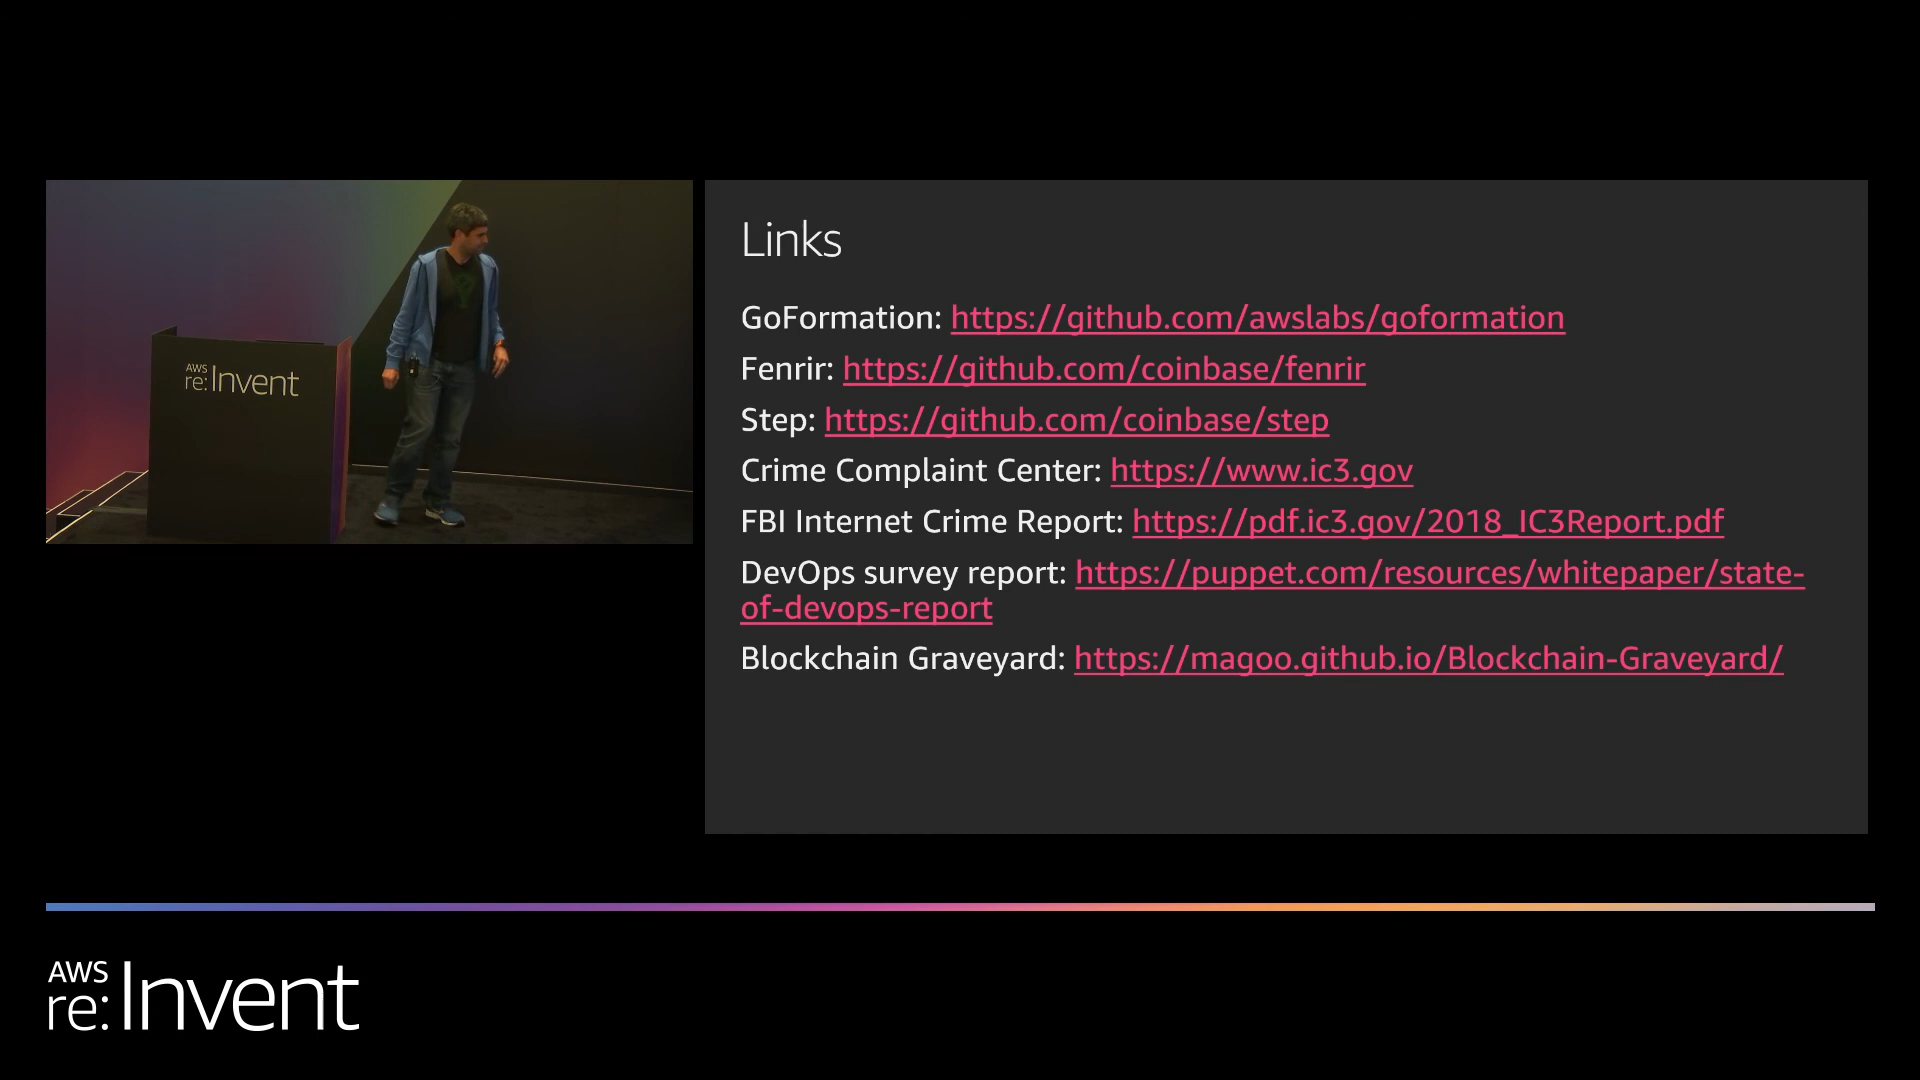 AWS
re:Invent
Links
GoFormation: https://github.com/awslabs/goformation
Fenrir: https://github.com/coinbase/fenrir
Step: https://github.com/coinbase/step
Crime Complaint Center: https://www.ic3.gov
FBI Internet Crime Report: https://pdf.ic3.gov/2018_IC3Report.pdf
DevOps survey report: https://puppet.com/resources/whitepaper/state-
of-devops-report
Blockchain Graveyard: https://magoo.github.io/Blockchain-Graveyard/
AWS
re:Invent